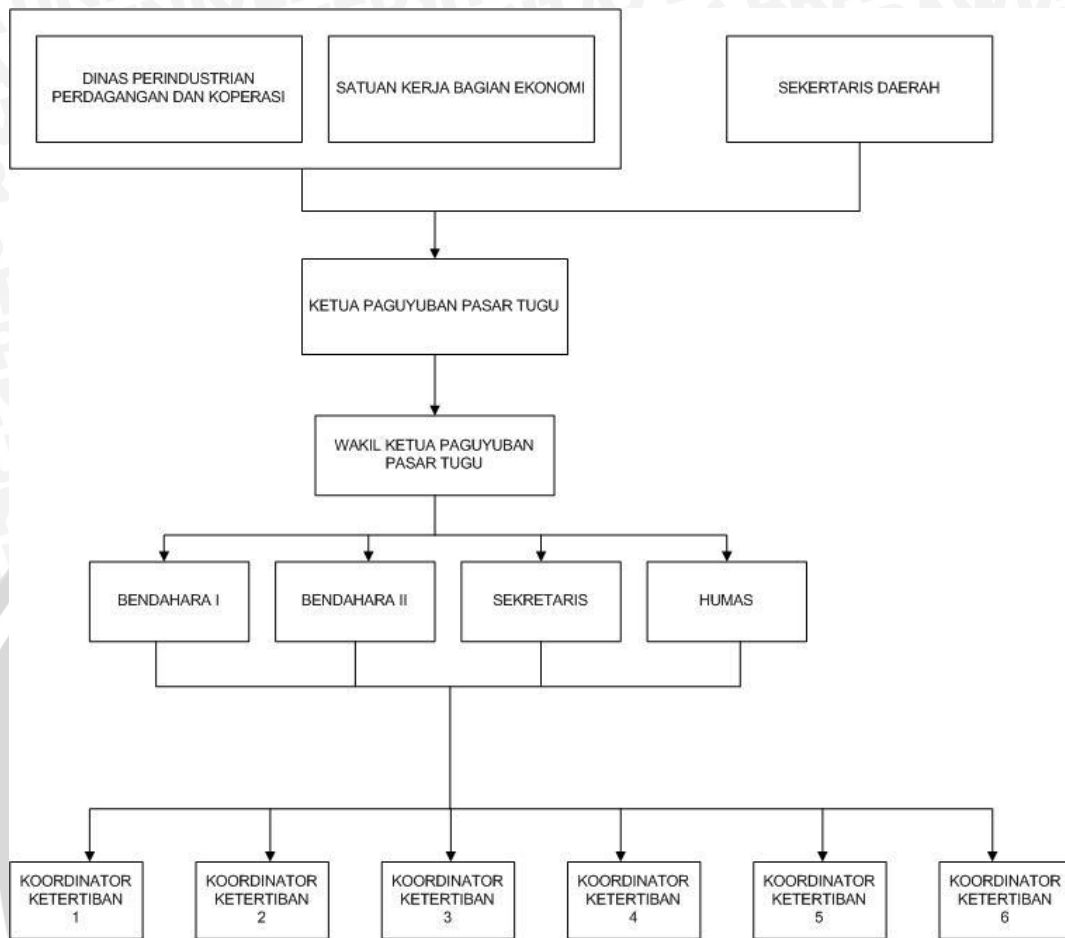 DINAS PERINDUSTRIAN
PERDAGANGAN DAN KOPERASI
SATUAN KERJA BAGIAN EKONOMI
SEKERTARIS DAERAH
KETUA PAGUYUBAN PASAR TUGU
WAKIL KETUA PAGUYUBAN
PASAR TUGU
BENDAHARA I
BENDAHARA II
SEKRETARIS
HUMAS
KOORDINATOR
KETERTIBAN
1
KOORDINATOR
KETERTIBAN
2
KOORDINATOR
KETERTIBAN
3
KOORDINATOR
KETERTIBAN
4
KOORDINATOR
KETERTIBAN
5
KOORDINATOR
KETERTIBAN
6